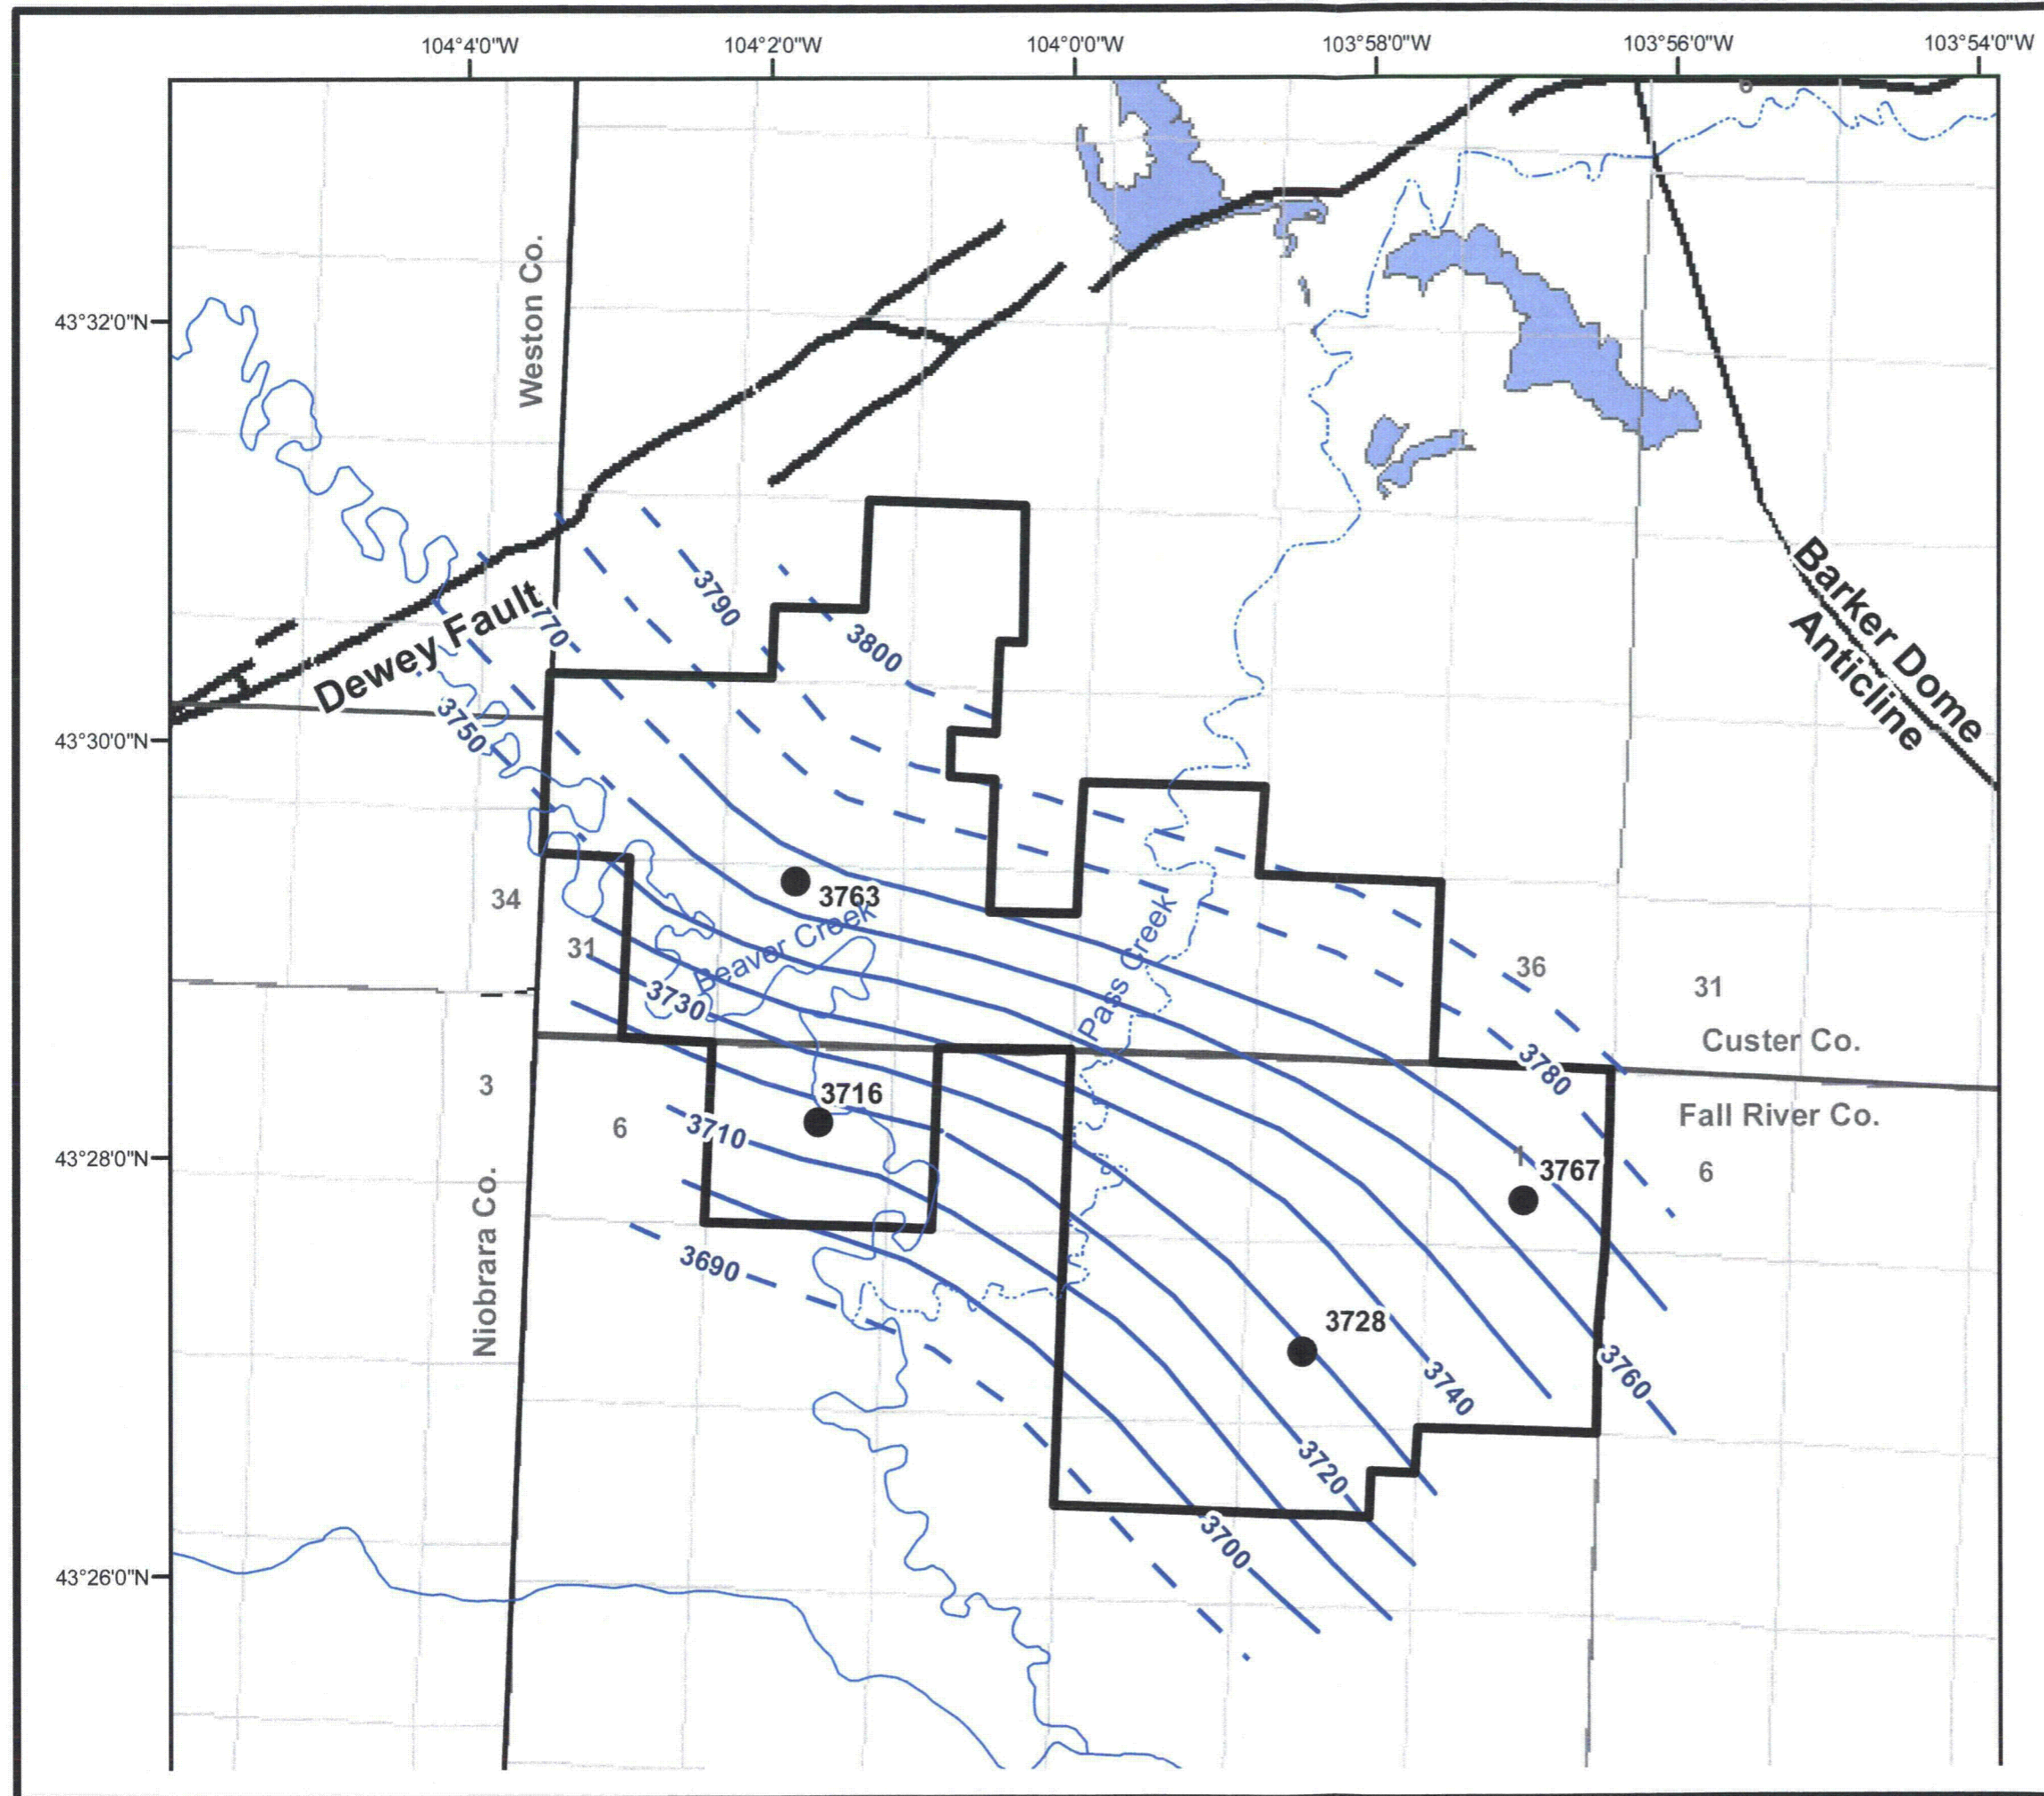 104°4'0"W
104°2'0"W
104°0'0"W
103°58'0"W
103°56'0"W
103°54'0"W
6
Weston Co.
43°32'0"N
3790
Barker Dome
Anticline
Dewey Fault
770
3800
3750
43°30'0"N
34
3763
Beaver Creek
31
Pass Creek
36
31
3730
Custer Co.
3
3716
3780
Fall River Co.
6
3710
43°28'0"N
1
3767
6
Niobrara Co.
3690
3728
3740
3760
3720
3700
43°26'0"N